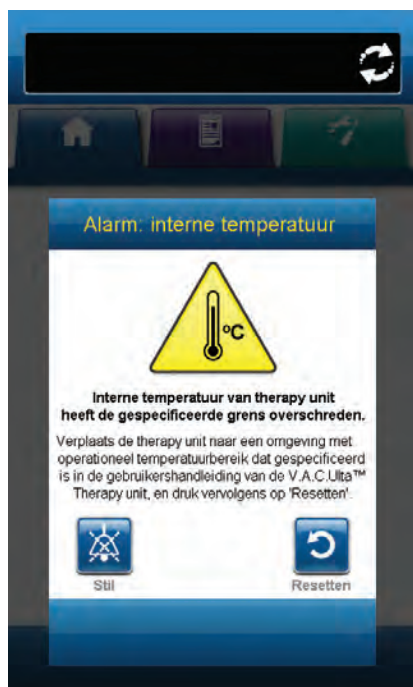 Alarm: interne temperatuur
°C
Interne temperatuur van therapy unit
heeft de gespecificeerde grens overschreden.
Verplaats de therapy unit naar een omgeving met
operationeel temperatuurbereik dat gespecificeerd
is in de gebruikershandleiding van de V.A.C.Ulta™
Therapy unit, en druk vervolgens op 'Resetten'.
Stil Resetten